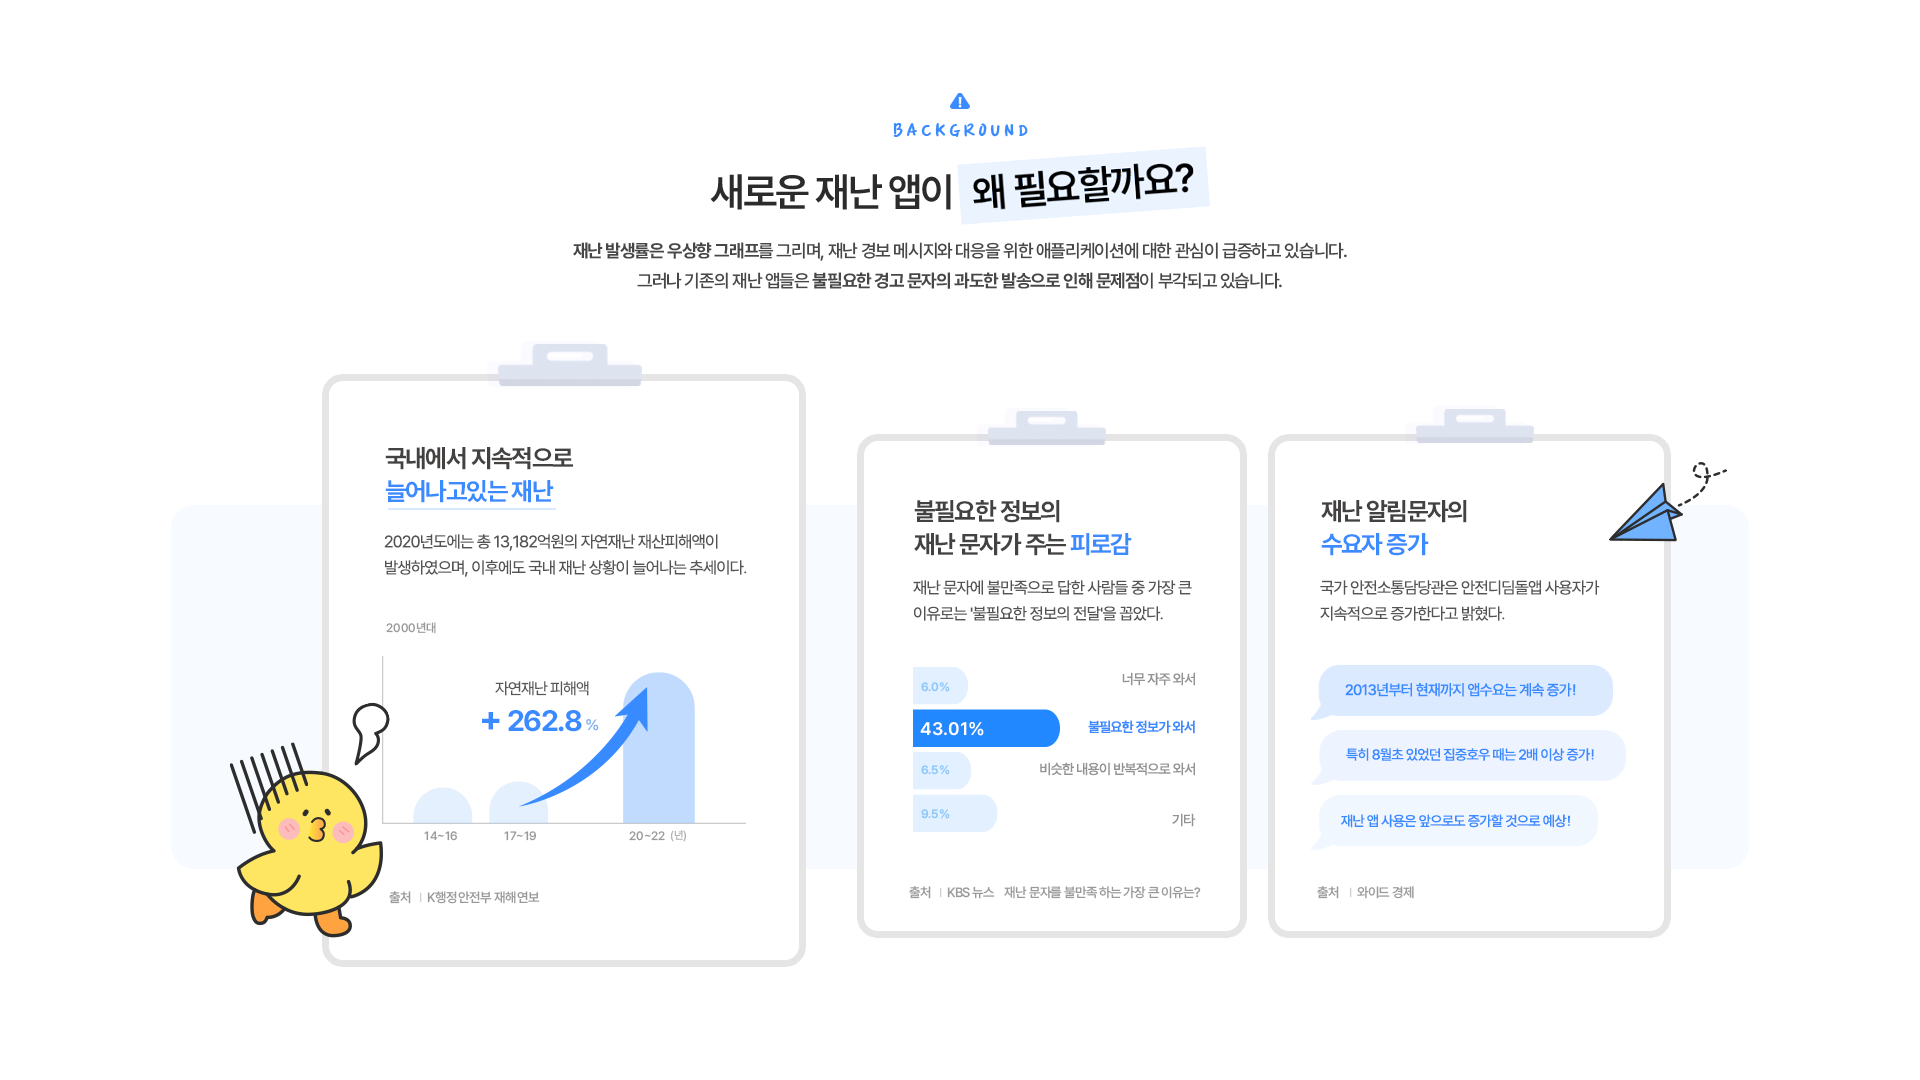 BACKGROUND
새로운 재난 앱이 왜 필요할까요?
재난 발생률은 우상향 그래프를 그리며, 재난 경보 메시지와 대응을 위한 애플리케이션에 대한 관심이 급증하고 있습니다.
그러나 기존의 재난 앱들은 불필요한 경고 문자의 과도한 발송으로 인해 문제점이 부각되고 있습니다.
국내에서 지속적으로
늘어나고있는 재난
2020년도에는 총 13,182억원의 자연재난 재산피해액이
발생하였으며, 이후에도 국내 재난 상황이 늘어나는 추세이다.
2000년대
자연재난 피해액
+ 262.8 %
14~16
17~19
20~22 (년)
출처 | K행정안전부 재해연보
불필요한 정보의
재난 문자가 주는 피로감
재난 문자에 불만족으로 답한 사람들 중 가장 큰
이유로는 '불필요한 정보의 전달'을 꼽았다.
6.0% 너무 자주 와서
43.01% 불필요한 정보가 와서
6.5% 비슷한 내용이 반복적으로 와서
9.5% 기타
출처 | KBS 뉴스 재난 문자를 불만족 하는 가장 큰 이유는?
재난 알림문자의
수요자 증가
국가 안전소통담당관은 안전디딤돌앱 사용자가
지속적으로 증가한다고 밝혔다.
2013년부터 현재까지 앱수요는 계속 증가!
특히 8월초 있었던 집중호우 때는 2배 이상 증가!
재난 앱 사용은 앞으로도 증가할 것으로 예상!
출처 | 와이드 경제